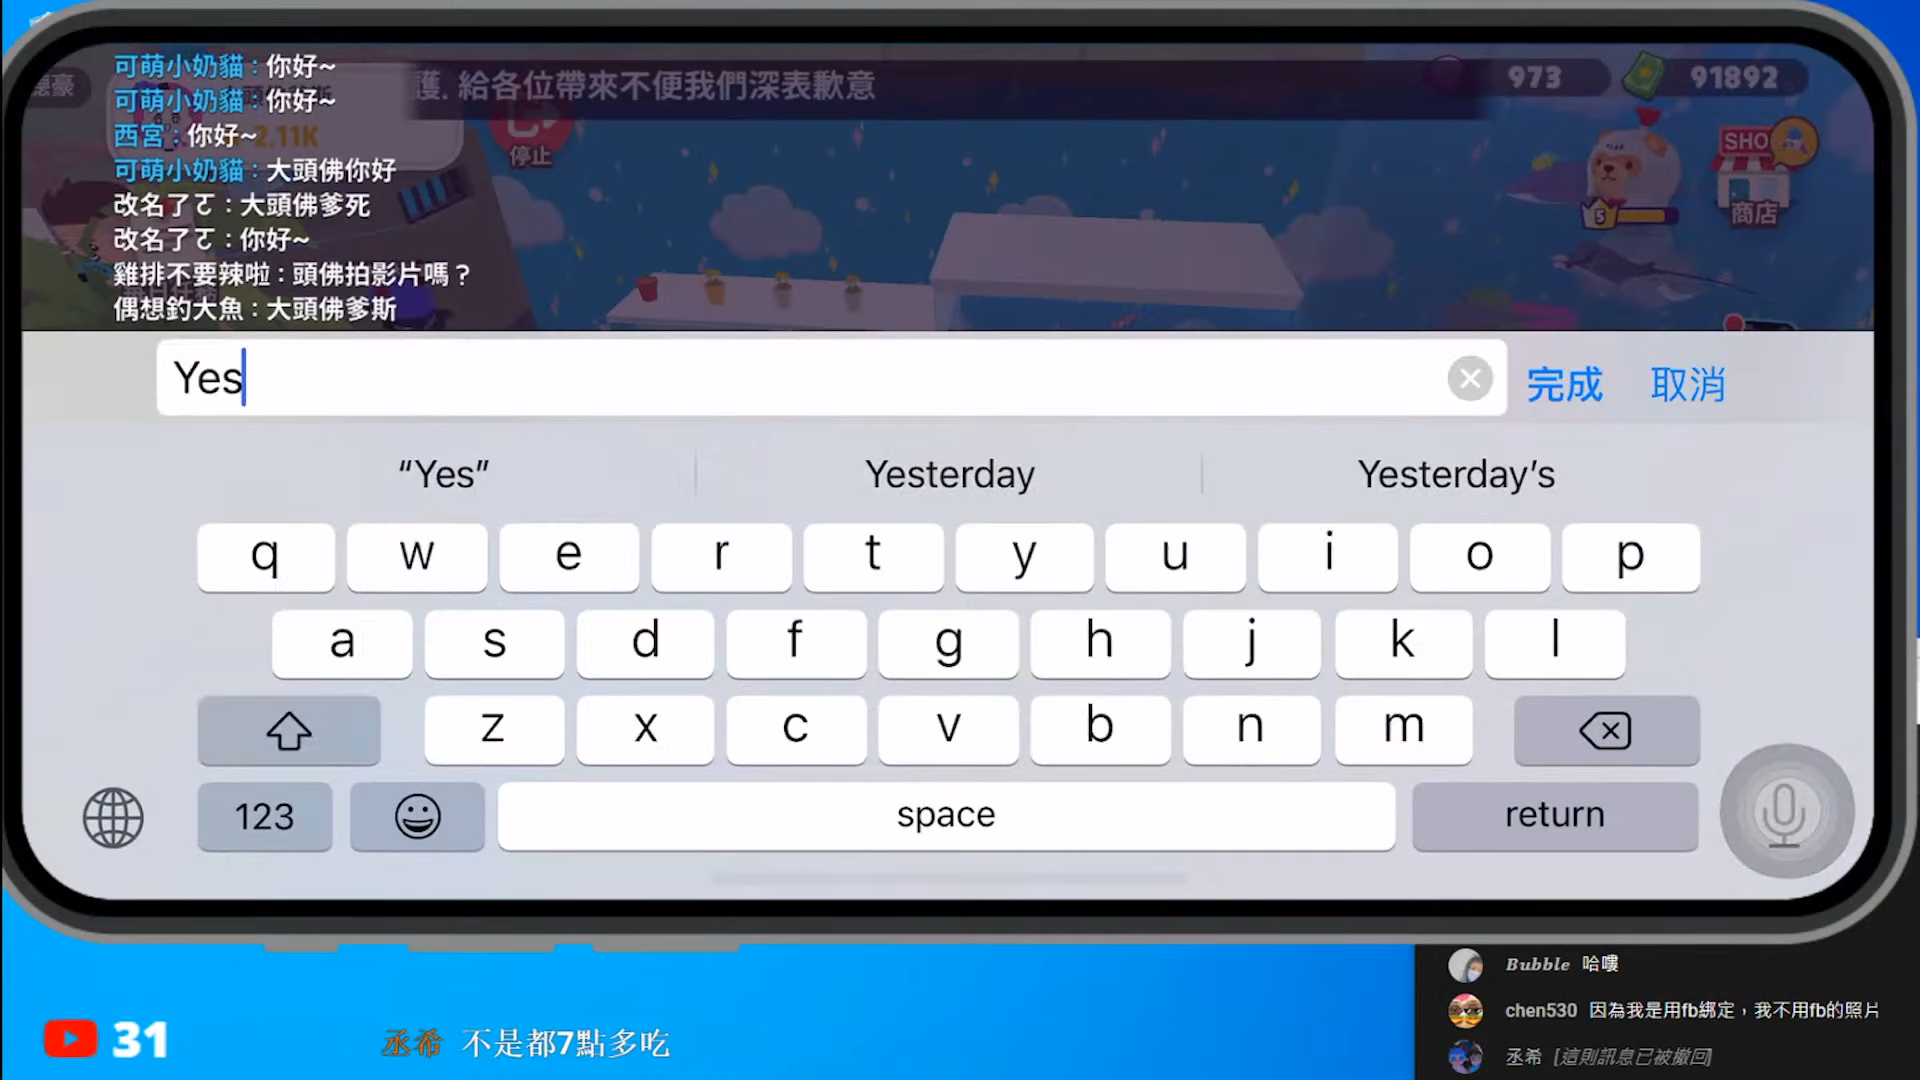 可萌小奶貓 : 你好~
可萌小奶貓 : 你好~
西宮 : 你好~
可萌小奶貓 : 大頭佛你好
改名了ㄛ : 大頭佛爹死
改名了ㄛ : 你好~
雞排不要辣啦 : 頭佛拍影片嗎？
偶想釣大魚 : 大頭佛爹斯
護. 給各位帶來不便我們深表歉意
2.11K
停止
973
91892
SHO
5
商店
Yes
完成
取消
“Yes”
Yesterday
Yesterday’s
q w e r t y u i o p
a s d f g h j k l
z x c v b n m
123
space
return
Bubble 哈嘍
chen530 因為我是用fb綁定，我不用fb的照片
丞希 [這則訊息已被撤回]
31
丞希 不是都7點多吃